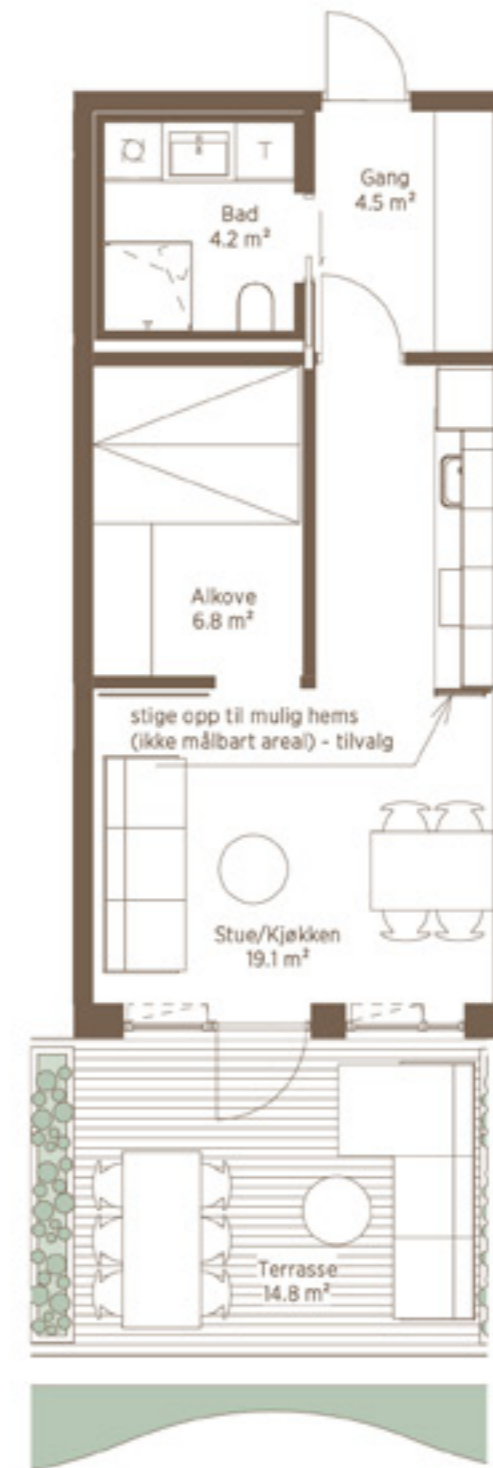 T
Gang
4.5 m²
Bad
4.2 m²
Alkove
6.8 m²
stige opp til mulig hems
(ikke målbart areal) - tilvalg
Stue/Kjøkken
19.1 m²
Terrasse
14.8 m²